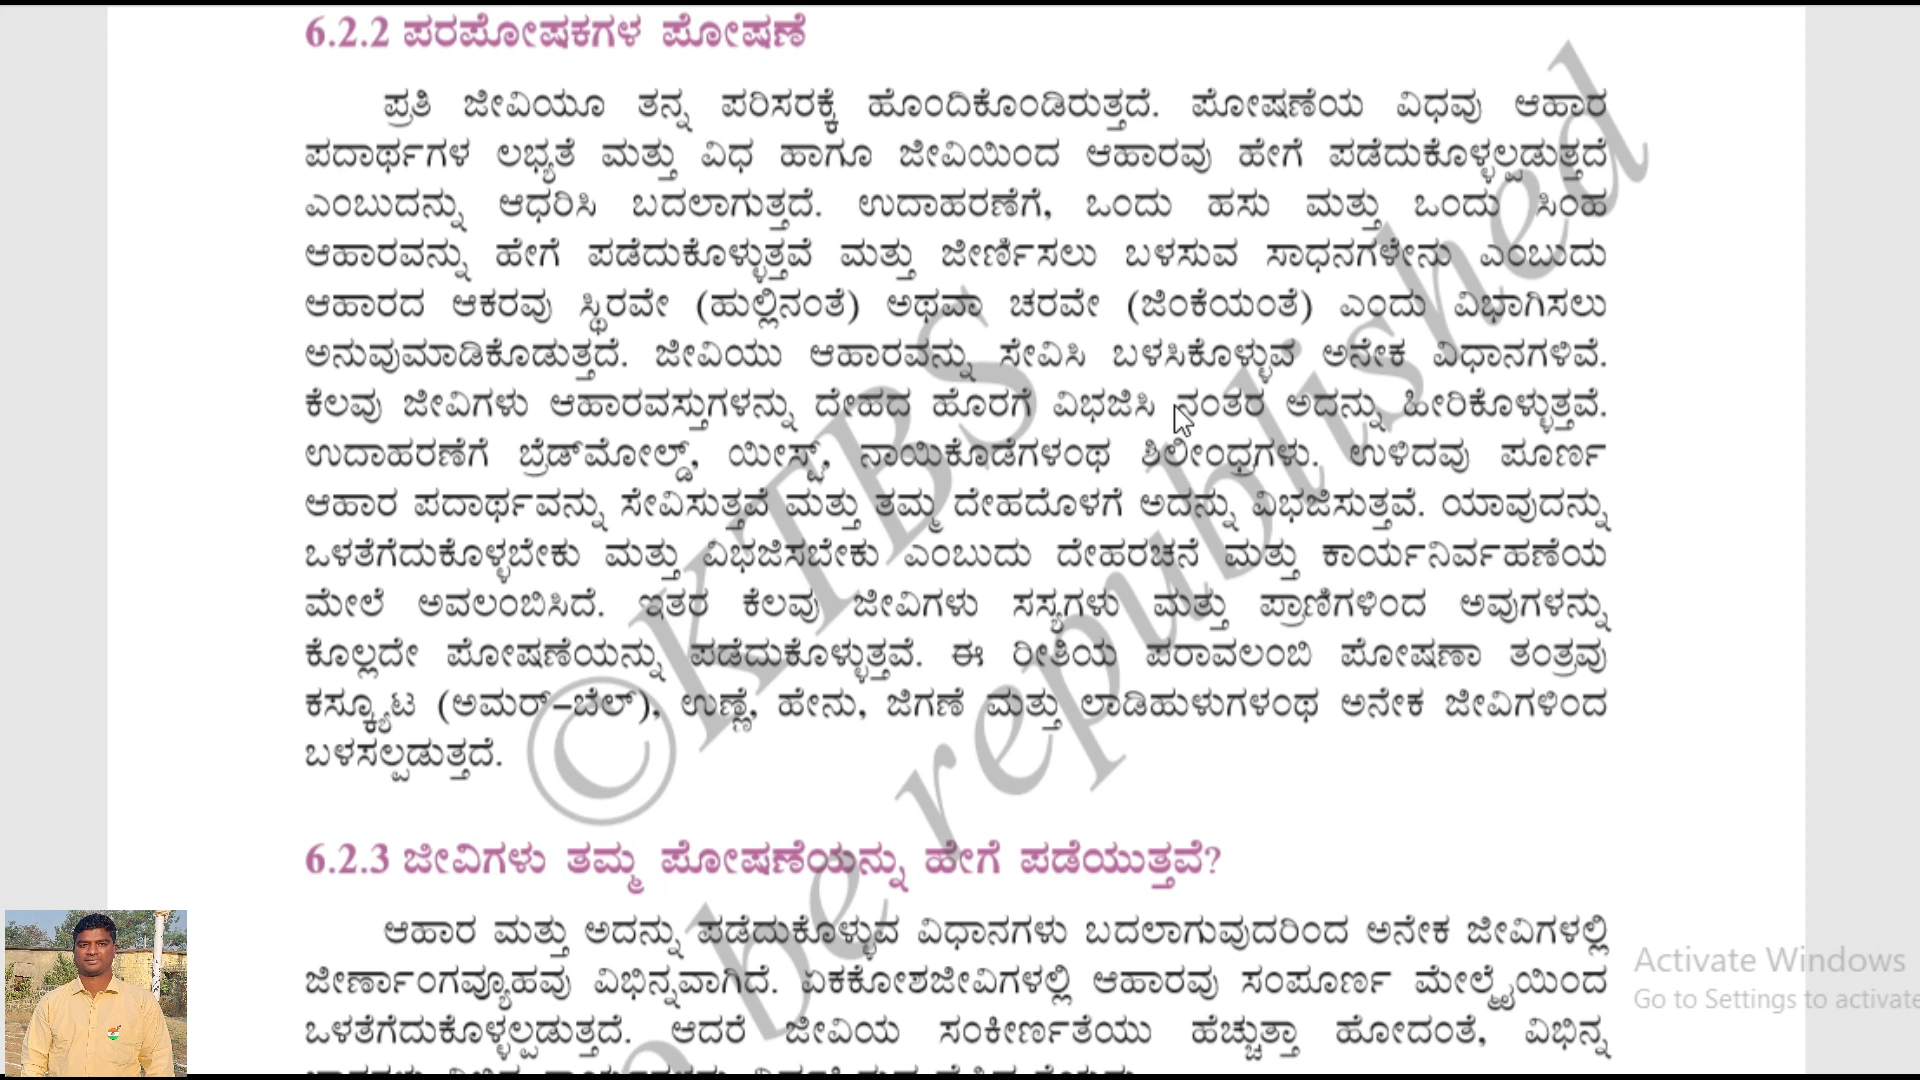 6.2.2 ಪರಪೋಷಕಗಳ ಪೋಷಣೆ
ಪ್ರತಿ ಜೀವಿಯೂ ತನ್ನ ಪರಿಸರಕ್ಕೆ ಹೊಂದಿಕೊಂಡಿರುತ್ತದೆ. ಪೋಷಣೆಯ ವಿಧವು ಆಹಾರ
ಪದಾರ್ಥಗಳ ಲಭ್ಯತೆ ಮತ್ತು ವಿಧ ಹಾಗೂ ಜೀವಿಯಿಂದ ಆಹಾರವು ಹೇಗೆ ಪಡೆದುಕೊಳ್ಳಲ್ಪಡುತ್ತದೆ
ಎಂಬುದನ್ನು ಆಧರಿಸಿ ಬದಲಾಗುತ್ತದೆ. ಉದಾಹರಣೆಗೆ, ಒಂದು ಹಸು ಮತ್ತು ಒಂದು ಸಿಂಹ
ಆಹಾರವನ್ನು ಹೇಗೆ ಪಡೆದುಕೊಳ್ಳುತ್ತವೆ ಮತ್ತು ಜೀರ್ಣಿಸಲು ಬಳಸುವ ಸಾಧನಗಳೇನು ಎಂಬುದು
ಆಹಾರದ ಆಕರವು ಸ್ಥಿರವೇ (ಹುಲ್ಲಿನಂತೆ) ಅಥವಾ ಚರವೇ (ಜಿಂಕೆಯಂತೆ) ಎಂದು ವಿಭಾಗಿಸಲು
ಅನುವುಮಾಡಿಕೊಡುತ್ತದೆ. ಜೀವಿಯು ಆಹಾರವನ್ನು ಸೇವಿಸಿ ಬಳಸಿಕೊಳ್ಳುವ ಅನೇಕ ವಿಧಾನಗಳಿವೆ.
ಕೆಲವು ಜೀವಿಗಳು ಆಹಾರವಸ್ತುಗಳನ್ನು ದೇಹದ ಹೊರಗೆ ವಿಭಜಿಸಿ ನಂತರ ಅದನ್ನು ಹೀರಿಕೊಳ್ಳುತ್ತವೆ.
ಉದಾಹರಣೆಗೆ ಬ್ರೆಡ್‌ಮೋಲ್ಡ್, ಯೀಸ್ಟ್, ನಾಯಿಕೊಡೆಗಳಂಥ ಶಿಲೀಂಧ್ರಗಳು. ಉಳಿದವು ಪೂರ್ಣ
ಆಹಾರ ಪದಾರ್ಥವನ್ನು ಸೇವಿಸುತ್ತವೆ ಮತ್ತು ತಮ್ಮ ದೇಹದೊಳಗೆ ಅದನ್ನು ವಿಭಜಿಸುತ್ತವೆ. ಯಾವುದನ್ನು
ಒಳತೆಗೆದುಕೊಳ್ಳಬೇಕು ಮತ್ತು ವಿಭಜಿಸಬೇಕು ಎಂಬುದು ದೇಹರಚನೆ ಮತ್ತು ಕಾರ್ಯನಿರ್ವಹಣೆಯ
ಮೇಲೆ ಅವಲಂಬಿಸಿದೆ. ಇತರ ಕೆಲವು ಜೀವಿಗಳು ಸಸ್ಯಗಳು ಮತ್ತು ಪ್ರಾಣಿಗಳಿಂದ ಅವುಗಳನ್ನು
ಕೊಲ್ಲದೇ ಪೋಷಣೆಯನ್ನು ಪಡೆದುಕೊಳ್ಳುತ್ತವೆ. ಈ ರೀತಿಯ ಪರಾವಲಂಬಿ ಪೋಷಣಾ ತಂತ್ರವು
ಕಸ್ಕ್ಯೂಟ (ಅಮರ್-ಬೆಲ್), ಉಣ್ಣೆ, ಹೇನು, ಜಿಗಣೆ ಮತ್ತು ಲಾಡಿಹುಳುಗಳಂಥ ಅನೇಕ ಜೀವಿಗಳಿಂದ
ಬಳಸಲ್ಪಡುತ್ತದೆ.
6.2.3 ಜೀವಿಗಳು ತಮ್ಮ ಪೋಷಣೆಯನ್ನು ಹೇಗೆ ಪಡೆಯುತ್ತವೆ?
ಆಹಾರ ಮತ್ತು ಅದನ್ನು ಪಡೆದುಕೊಳ್ಳುವ ವಿಧಾನಗಳು ಬದಲಾಗುವುದರಿಂದ ಅನೇಕ ಜೀವಿಗಳಲ್ಲಿ
ಜೀರ್ಣಾಂಗವ್ಯೂಹವು ವಿಭಿನ್ನವಾಗಿದೆ. ಏಕಕೋಶಜೀವಿಗಳಲ್ಲಿ ಆಹಾರವು ಸಂಪೂರ್ಣ ಮೇಲ್ಮೈಯಿಂದ
ಒಳತೆಗೆದುಕೊಳ್ಳಲ್ಪಡುತ್ತದೆ. ಆದರೆ ಜೀವಿಯ ಸಂಕೀರ್ಣತೆಯು ಹೆಚ್ಚುತ್ತಾ ಹೋದಂತೆ, ವಿಭಿನ್ನ
©KTBS
be republished
Activate Windows
Go to Settings to activate